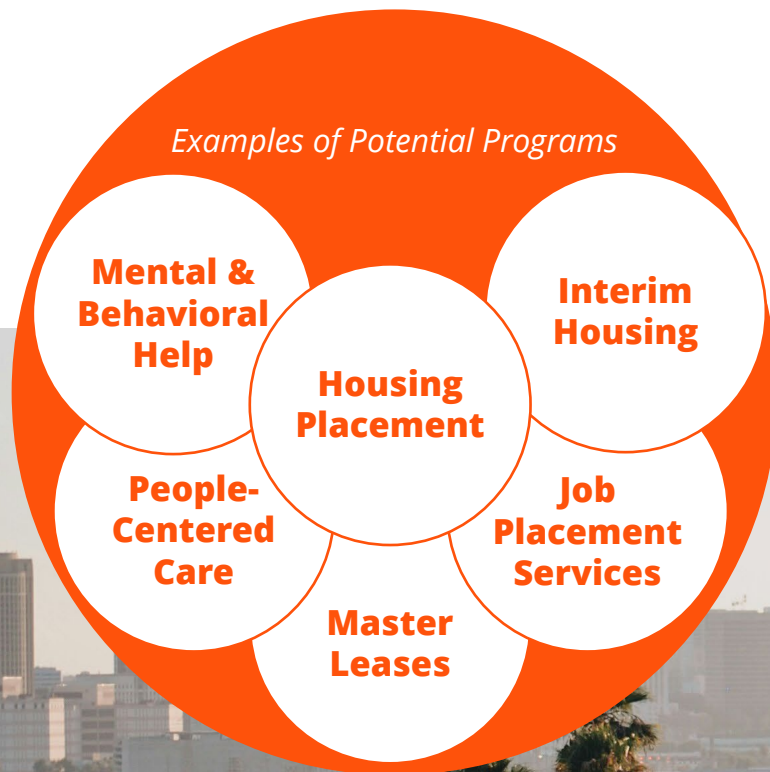 Examples of Potential Programs
Mental &
Behavioral
Help
Interim
Housing
Housing
Placement
People-
Centered
Care
Job
Placement
Services
Master
Leases